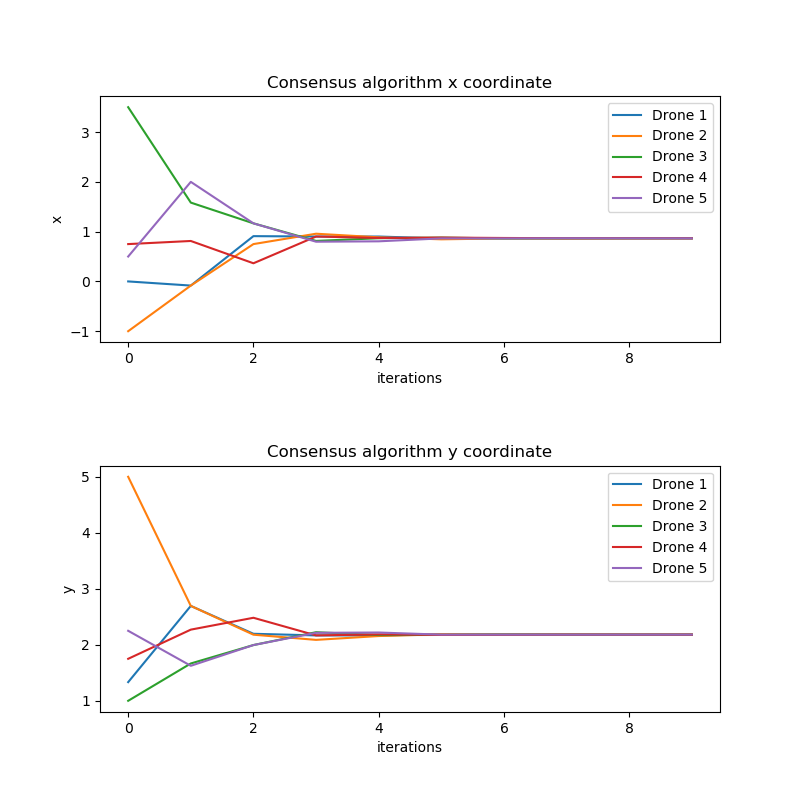 Consensus algorithm x coordinate
Drone 1
Drone 2
Drone 3
Drone 4
Drone 5
3
2
1
0
−1
x
0 2 4 6 8
iterations
Consensus algorithm y coordinate
Drone 1
Drone 2
Drone 3
Drone 4
Drone 5
5
4
3
2
1
y
0 2 4 6 8
iterations